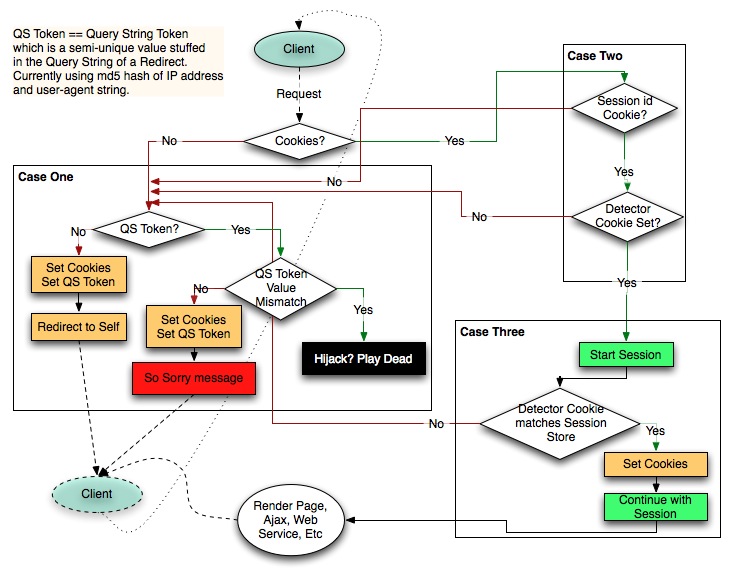 QS Token == Query String Token
which is a semi-unique value stuffed
in the Query String of a Redirect.
Currently using md5 hash of IP address
and user-agent string.
Client
Request
Cookies?
No
Yes
Case Two
Session id
Cookie?
Yes
Detector
Cookie Set?
No
No
Yes
Case One
QS Token?
No
Yes
Set Cookies
Set QS Token
Redirect to Self
QS Token
Value
Mismatch
No
Yes
Set Cookies
Set QS Token
So Sorry message
Hijack? Play Dead
Case Three
Start Session
Detector Cookie
matches Session
Store
No
Yes
Set Cookies
Continue with
Session
Client
Render Page,
Ajax, Web
Service, Etc